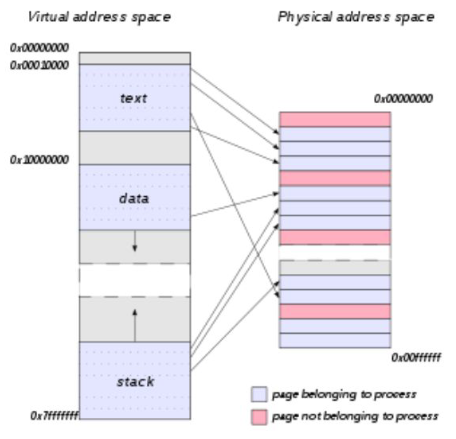 Virtual address space
Physical address space
0x00000000
0x00010000
text
0x10000000
data
stack
0x7fffffff
0x00000000
0x00ffffff
page belonging to process
page not belonging to process